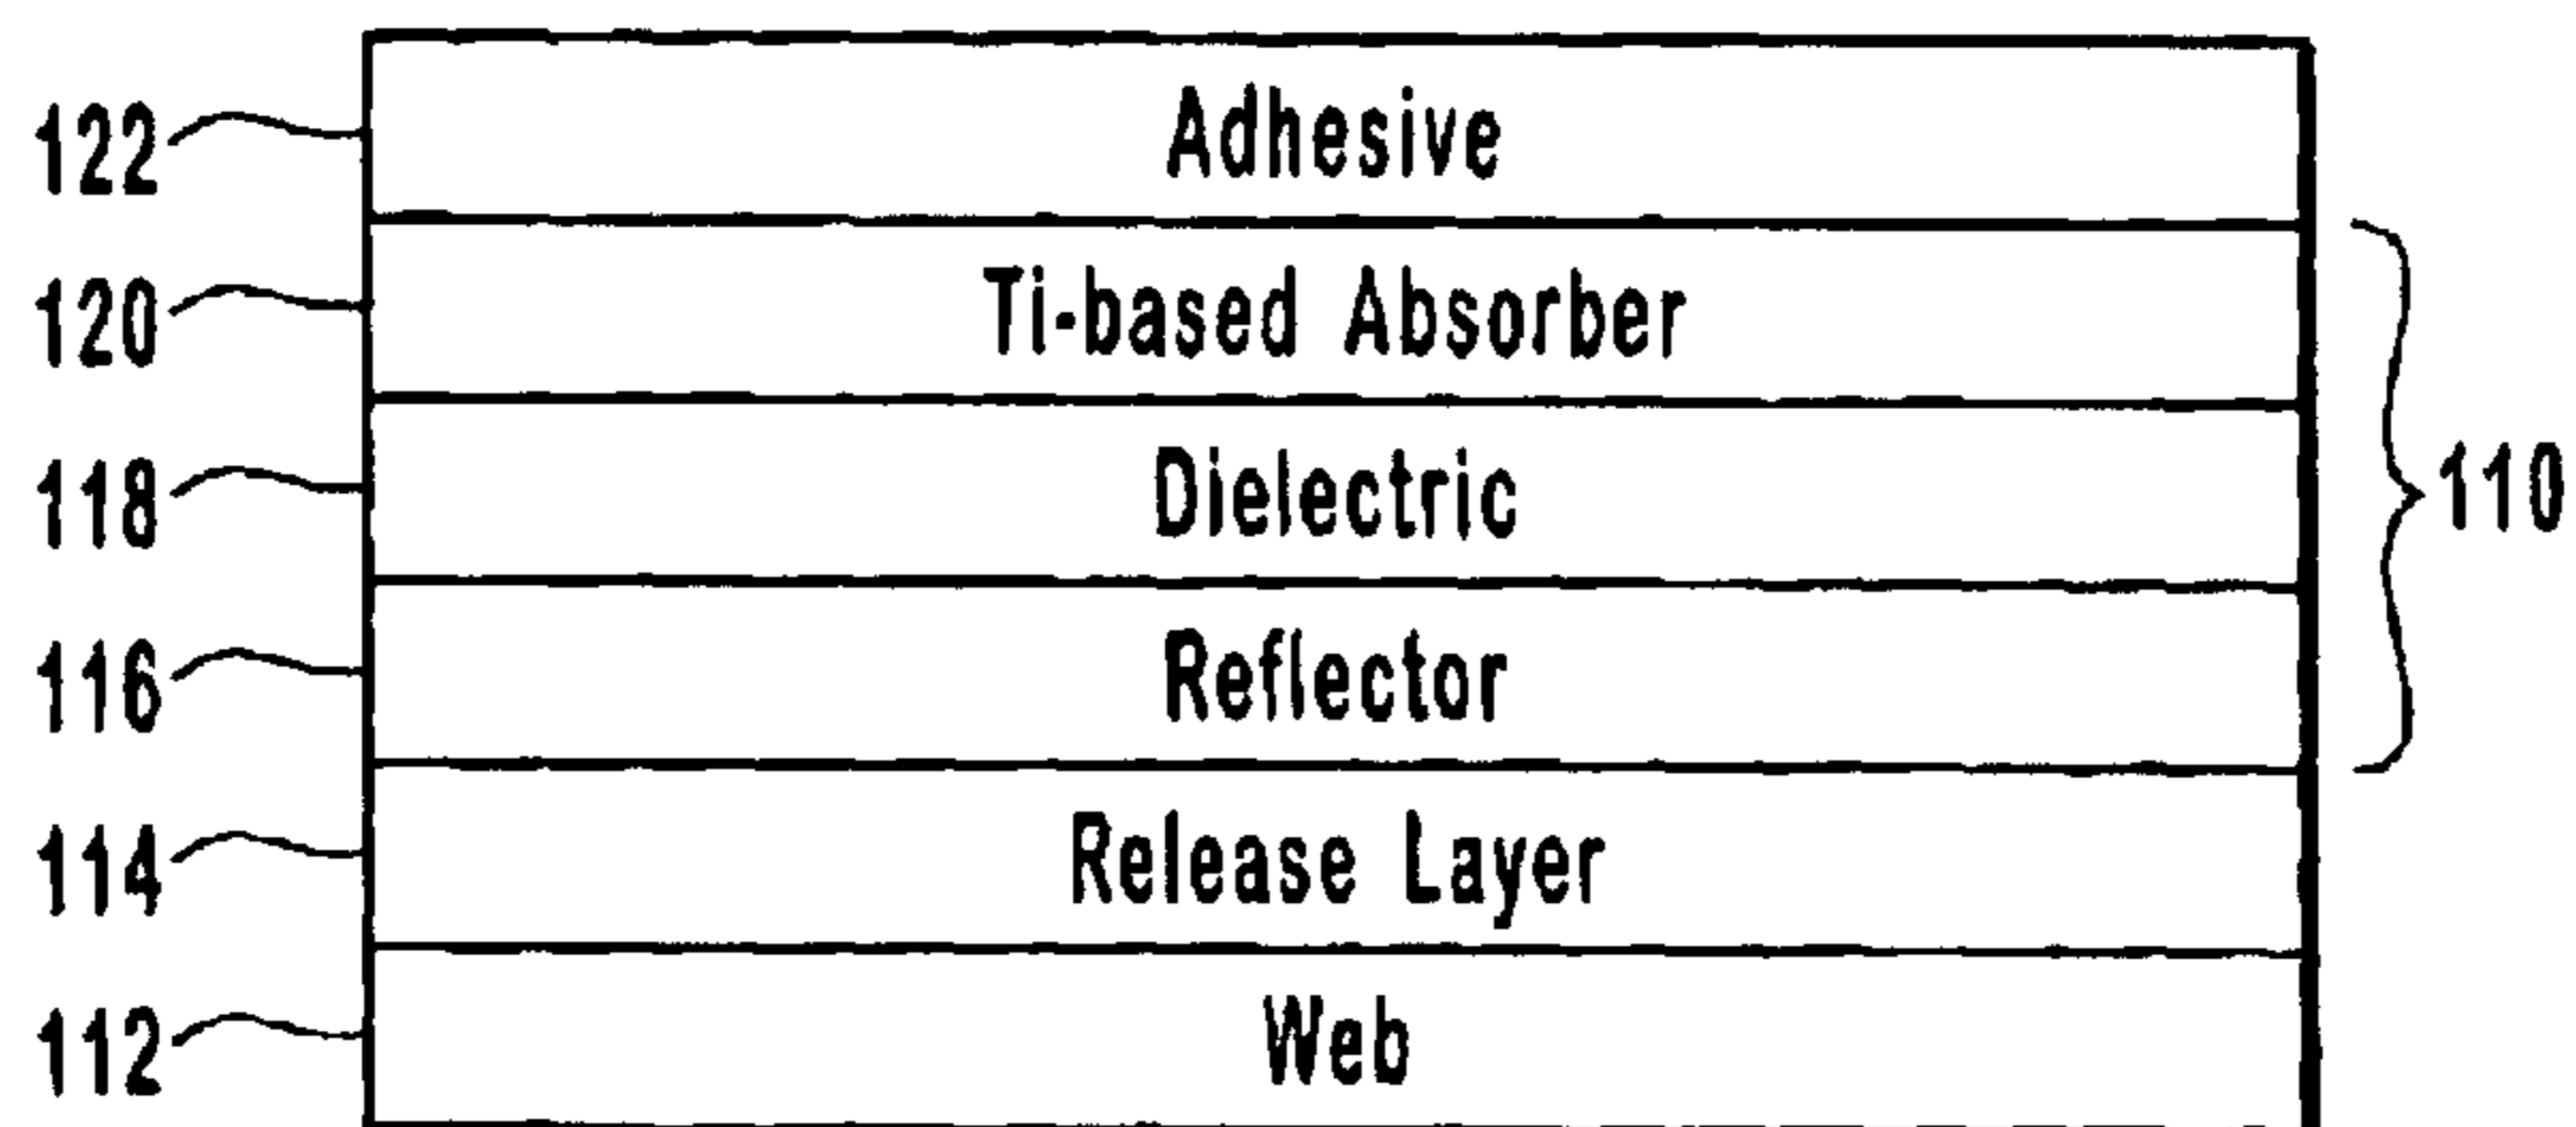 122 Adhesive
120 Ti-based Absorber
118 Dielectric 110
116 Reflector
114 Release Layer
112 Web